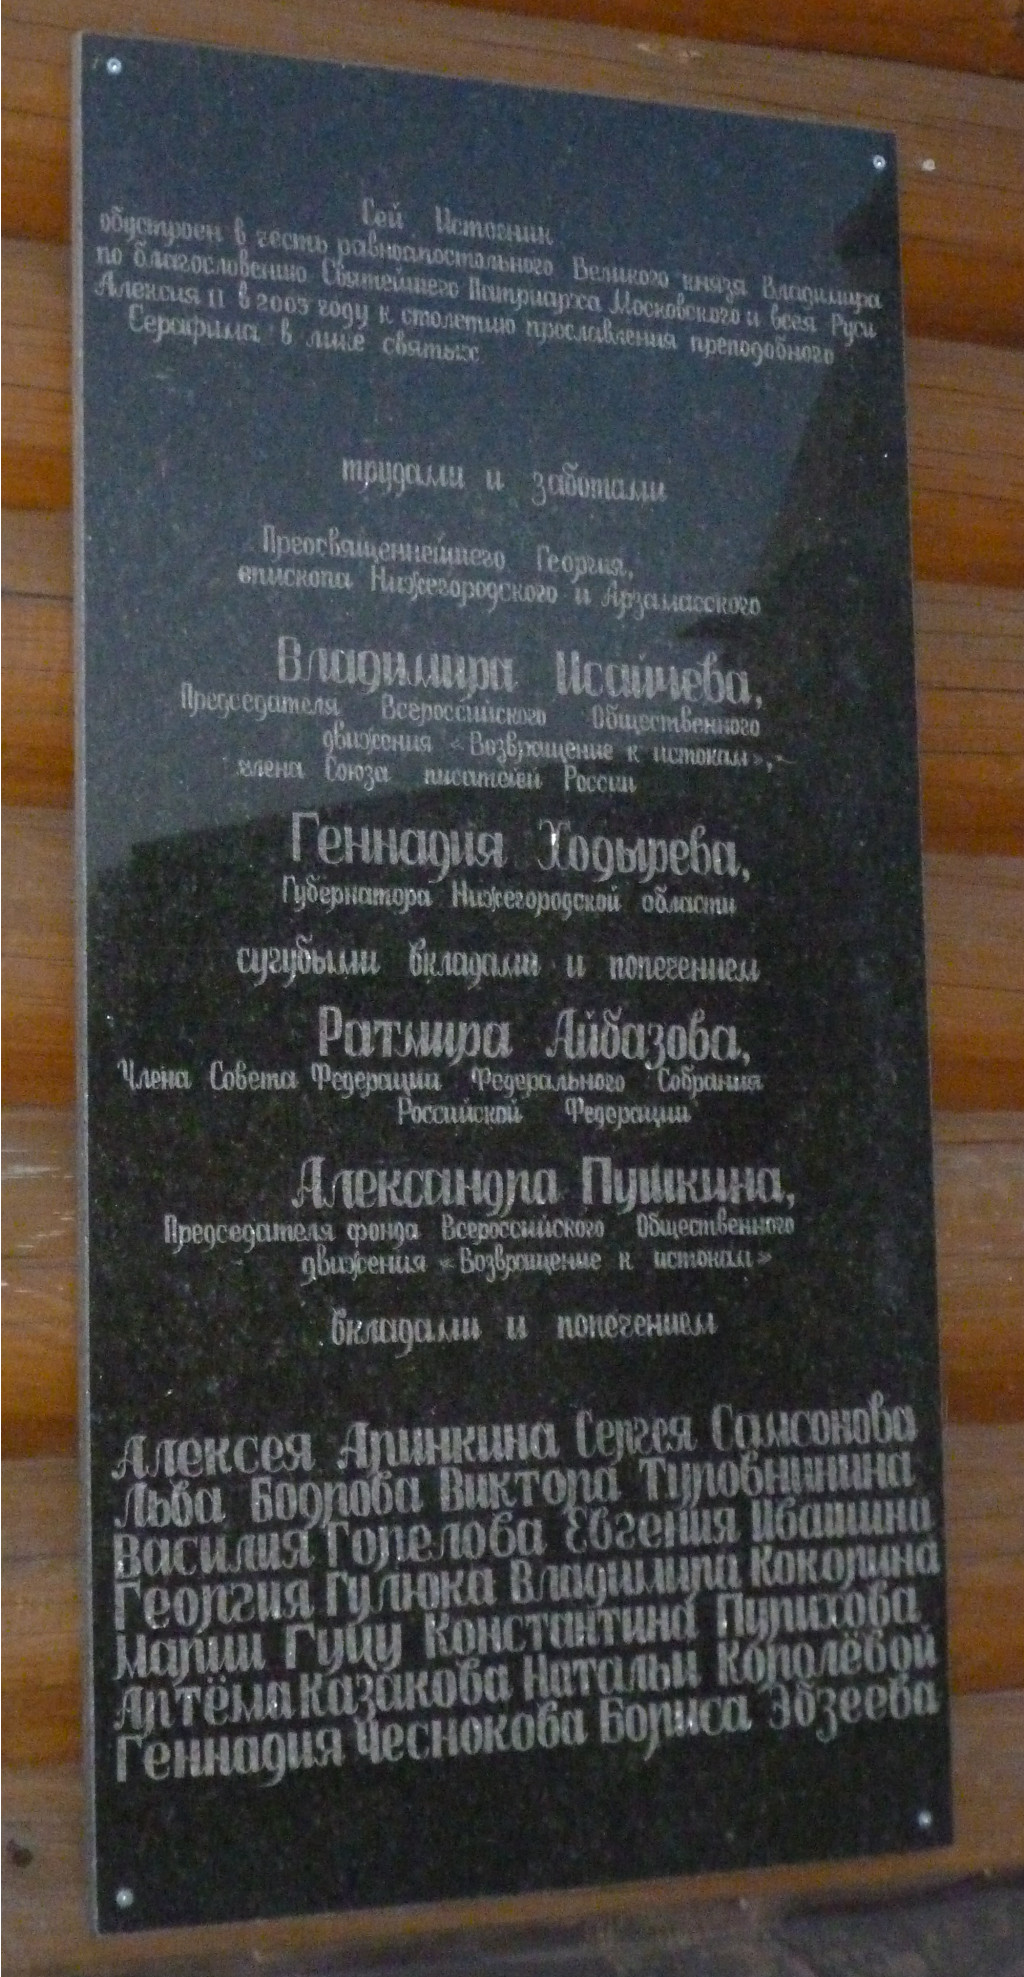 Сей Источник
обустроен в честь равноапостольного Великого князя Владимира
по благословению Святейшего Патриарха Московского и всея Руси
Алексия II в 2003 году к столетию прославления преподобного
Серафима в лике святых
трудами и заботами
Преосвященнейшего Георгия,
епископа Нижегородского и Арзамасского
Владимира Исайчева,
Председателя Всероссийского Общественного
движения «Возвращение к истокам»,
члена Союза писателей России
Геннадия Ходырева,
Губернатора Нижегородской области
сугубыми вкладами и попечением
Ратмира Айбазова,
Члена Совета Федерации Федерального Собрания
Российской Федерации
Александра Пушкина,
Председателя фонда Всероссийского Общественного
движения «Возвращение к истокам»
вкладами и попечением
Алексея Аринкина Сергея Самсонова
Льва Бодрова Виктора Туровнинина
Василия Горелова Евгения Ивашина
Георгия Гулюка Владимира Кокорина
Марии Гуцу Константина Пурихова
Артёма Казакова Натальи Королёвой
Геннадия Чеснокова Бориса Эбзеева